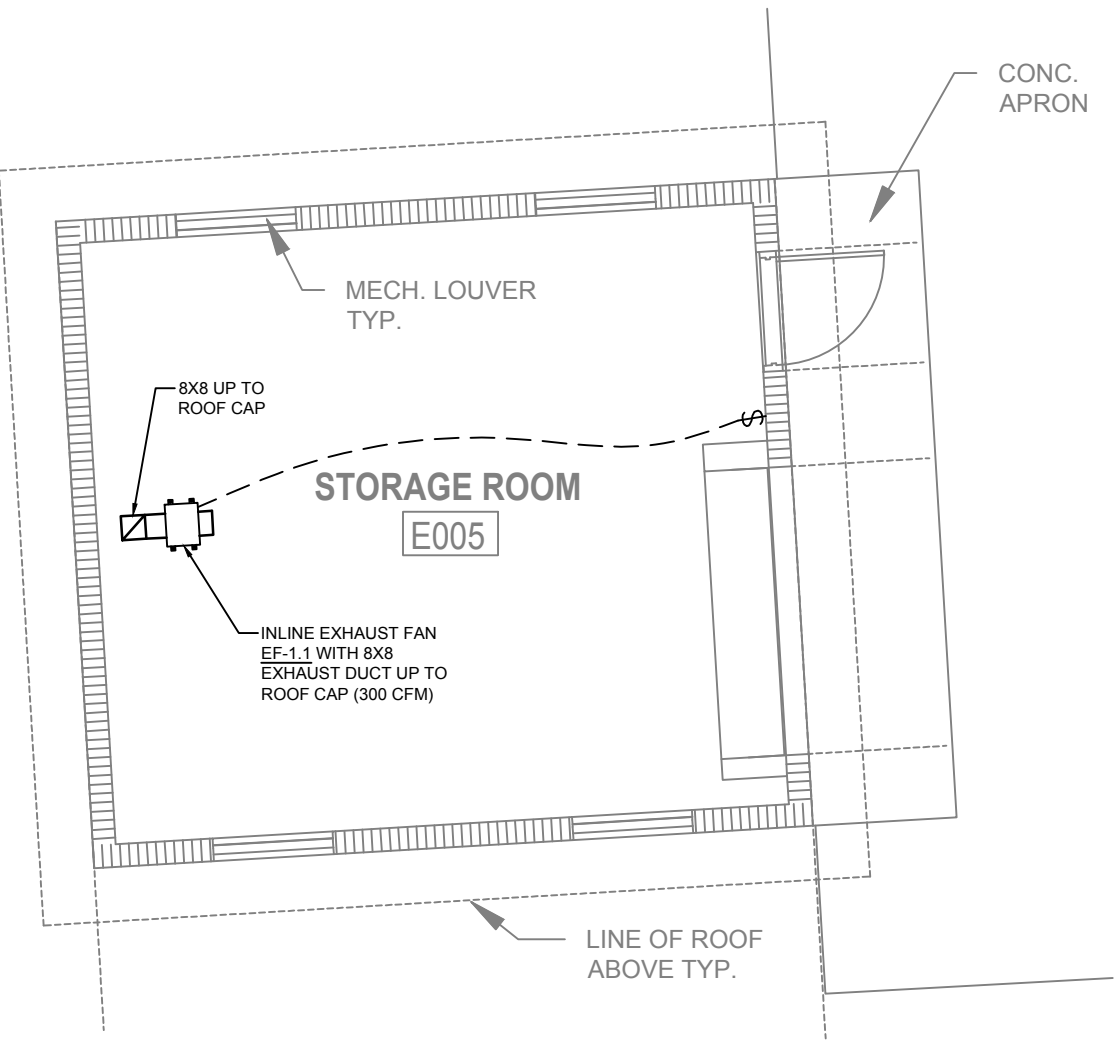 CONC.
APRON
MECH. LOUVER
TYP.
8X8 UP TO
ROOF CAP
S
STORAGE ROOM
E005
INLINE EXHAUST FAN
EF-1.1 WITH 8X8
EXHAUST DUCT UP TO
ROOF CAP (300 CFM)
LINE OF ROOF
ABOVE TYP.